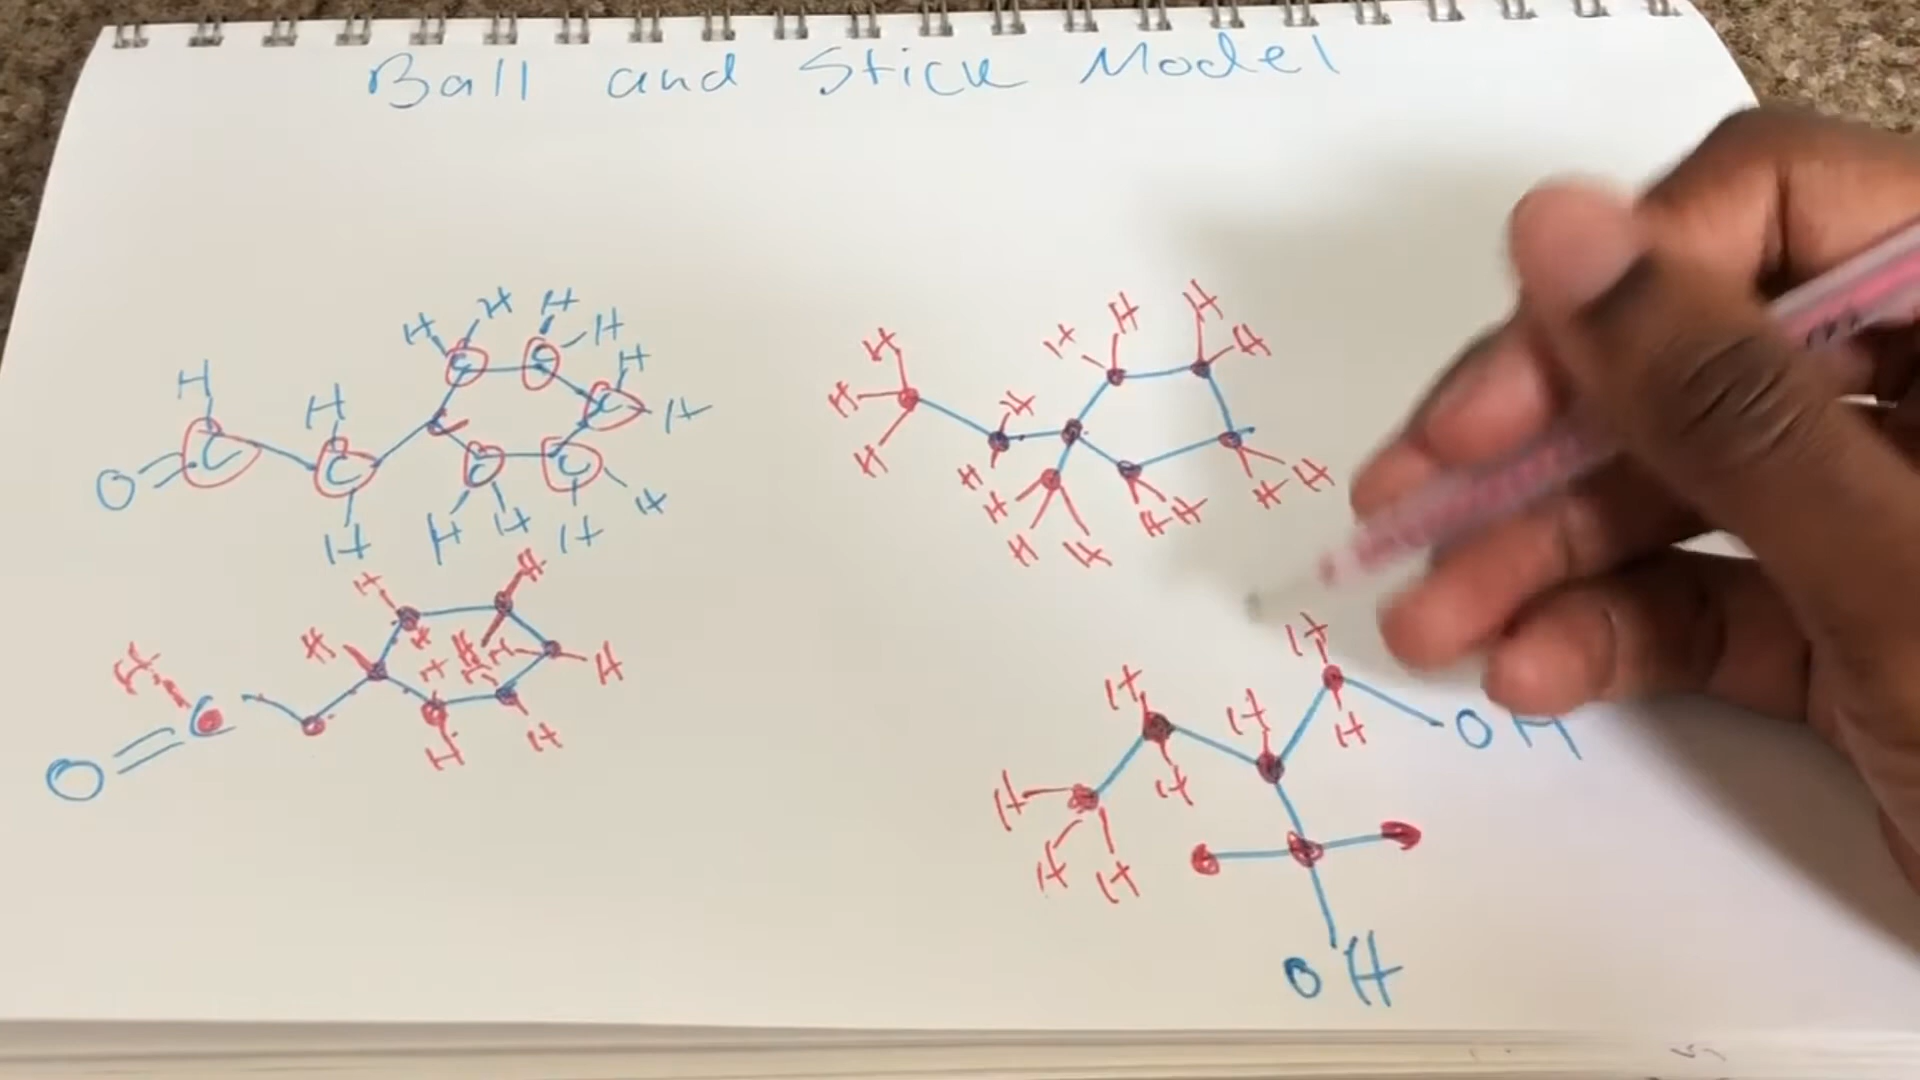 Ball and Stick Model
H H H H
H H H
O C C C C C C C H
H H H H H
H H
O C H H H H H H
H H
H H H H
H H H
H H H H H H H H H
H H H
H H H OH
H H H
H H
OH